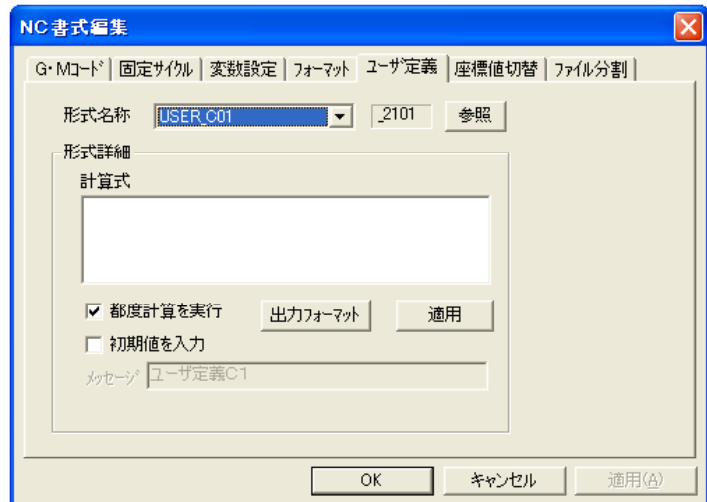 NC書式編集
G・Mコード 固定サイクル 変数設定 フォーマット ユーザ定義 座標値切替 ファイル分割
形式名称 USER_C01 _2101 参照
形式詳細
計算式
都度計算を実行 出力フォーマット 適用
初期値を入力
メッセージ ユーザ定義C1
OK キャンセル 適用(A)